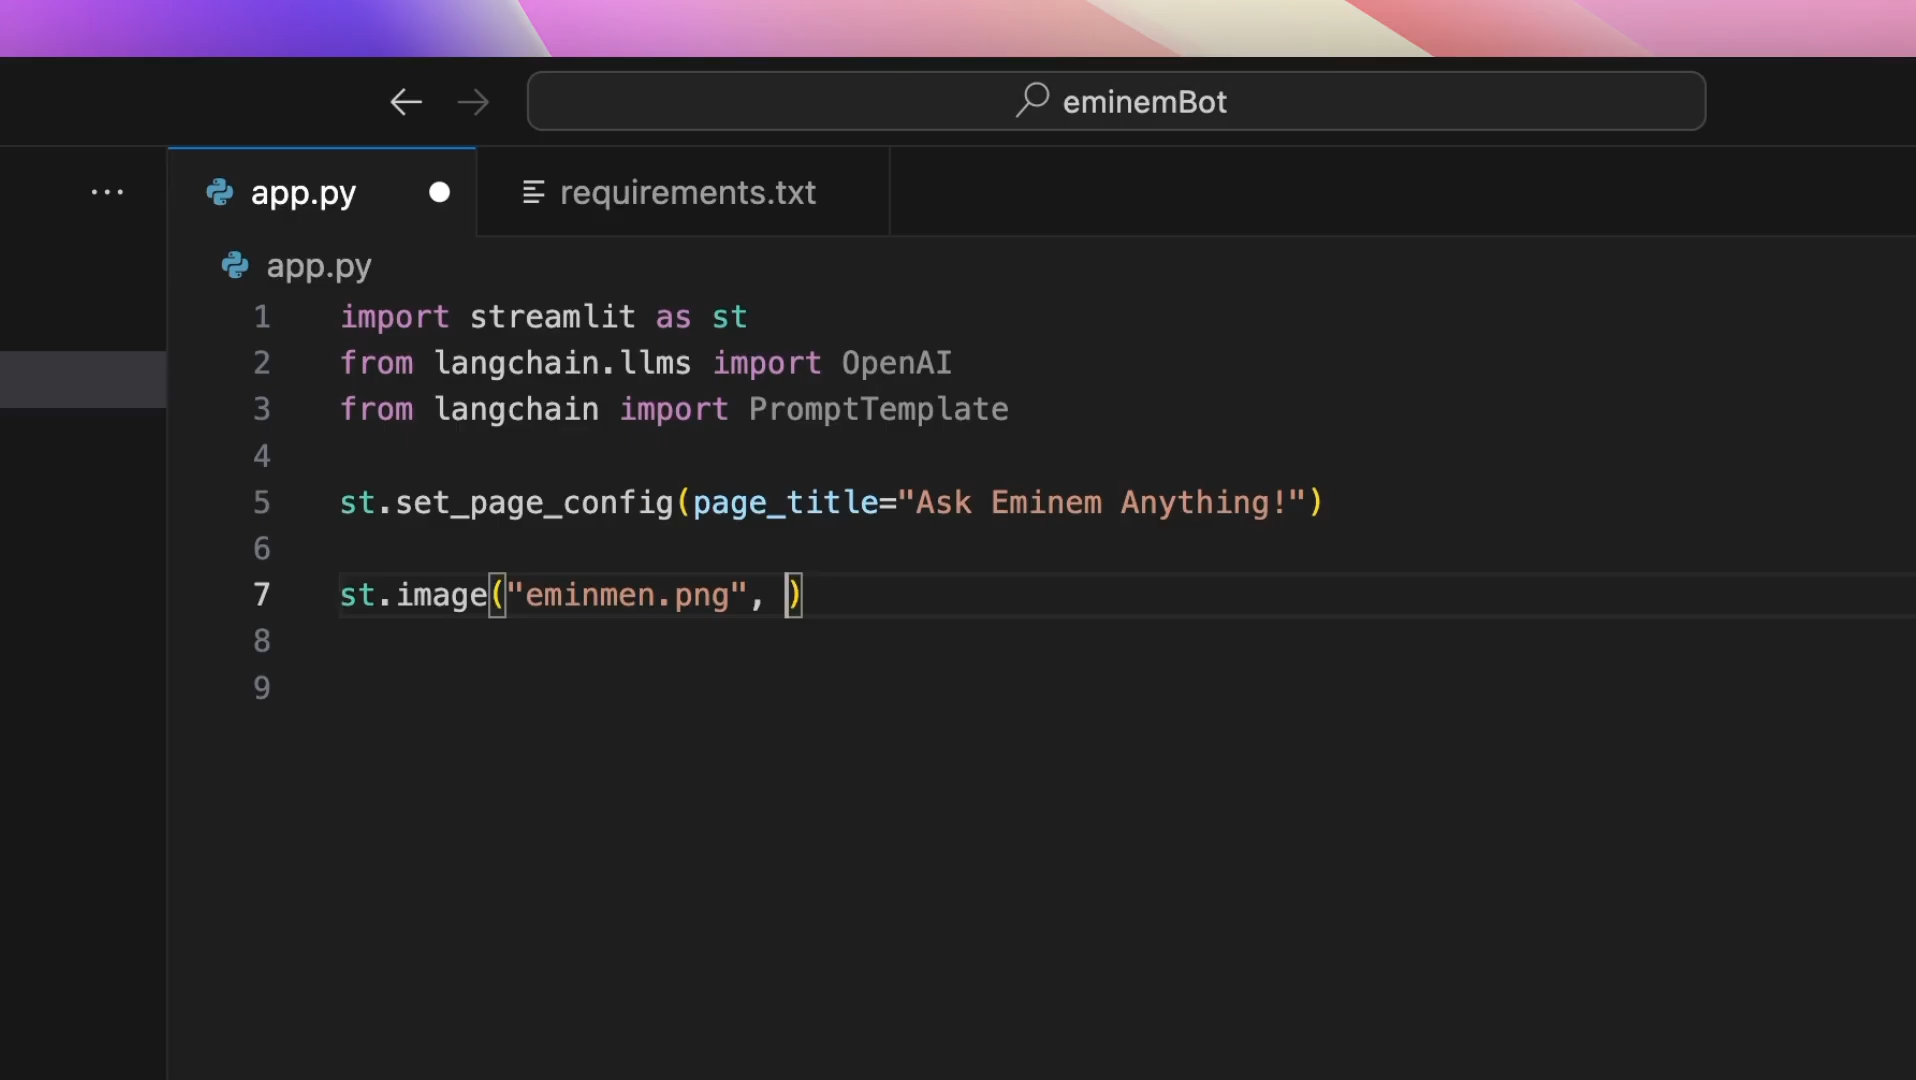 eminemBot
... app.py requirements.txt
app.py
1 import streamlit as st
2 from langchain.llms import OpenAI
3 from langchain import PromptTemplate
4
5 st.set_page_config(page_title="Ask Eminem Anything!")
6
7 st.image("eminmen.png", )
8
9